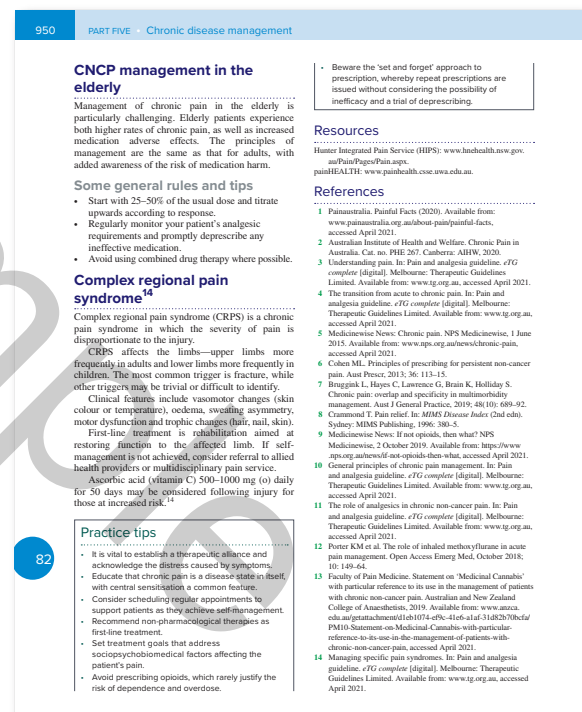 950
PART FIVE • Chronic disease management
CNCP management in the
elderly
Management of chronic pain in the elderly is
particularly challenging. Elderly patients experience
both higher rates of chronic pain, as well as increased
medication adverse effects. The principles of
management are the same as that for adults, with
added awareness of the risk of medication harm.
Some general rules and tips
• Start with 25–50% of the usual dose and titrate
upwards according to response.
• Regularly monitor your patient's analgesic
requirements and promptly deprescribe any
ineffective medication.
• Avoid using combined drug therapy where possible.
Complex regional pain
syndrome14
Complex regional pain syndrome (CRPS) is a chronic
pain syndrome in which the severity of pain is
disproportionate to the injury.
CRPS affects the limbs—upper limbs more
frequently in adults and lower limbs more frequently in
children. The most common trigger is fracture, while
other triggers may be trivial or difficult to identify.
Clinical features include vasomotor changes (skin
colour or temperature), oedema, sweating asymmetry,
motor dysfunction and trophic changes (hair, nail, skin).
First-line treatment is rehabilitation aimed at
restoring function to the affected limb. If self-
management is not achieved, consider referral to allied
health providers or multidisciplinary pain service.
Ascorbic acid (vitamin C) 500–1000 mg (o) daily
for 50 days may be considered following injury for
those at increased risk.14
Practice tips
• It is vital to establish a therapeutic alliance and
acknowledge the distress caused by symptoms.
• Educate that chronic pain is a disease state in itself,
with central sensitisation a common feature.
• Consider scheduling regular appointments to
support patients as they achieve self-management.
• Recommend non-pharmacological therapies as
first-line treatment.
• Set treatment goals that address
sociopsychobiomedical factors affecting the
patient's pain.
• Avoid prescribing opioids, which rarely justify the
risk of dependence and overdose.
82
• Beware the 'set and forget' approach to
prescription, whereby repeat prescriptions are
issued without considering the possibility of
inefficacy and a trial of deprescribing.
Resources
Hunter Integrated Pain Service (HIPS): www.hnehealth.nsw.gov.
au/Pain/Pages/Pain.aspx.
painHEALTH: www.painhealth.csse.uwa.edu.au.
References
1 Painaustralia. Painful Facts (2020). Available from:
www.painaustralia.org.au/about-pain/painful-facts,
accessed April 2021.
2 Australian Institute of Health and Welfare. Chronic Pain in
Australia. Cat. no. PHE 267. Canberra: AIHW, 2020.
3 Understanding pain. In: Pain and analgesia guideline. eTG
complete [digital]. Melbourne: Therapeutic Guidelines
Limited. Available from: www.tg.org.au, accessed April 2021.
4 The transition from acute to chronic pain. In: Pain and
analgesia guideline. eTG complete [digital]. Melbourne:
Therapeutic Guidelines Limited. Available from: www.tg.org.au,
accessed April 2021.
5 Medicinewise News: Chronic pain. NPS Medicinewise, 1 June
2015. Available from: www.nps.org.au/news/chronic-pain,
accessed April 2021.
6 Cohen ML. Principles of prescribing for persistent non-cancer
pain. Aust Prescr, 2013; 36: 113–15.
7 Bruggink L, Hayes C, Lawrence G, Brain K, Holliday S.
Chronic pain: overlap and specificity in multimorbidity
management. Aust J General Practice, 2019; 48(10): 689–92.
8 Crammond T. Pain relief. In: MIMS Disease Index (2nd edn).
Sydney: MIMS Publishing, 1996: 380–5.
9 Medicinewise News: If not opioids, then what? NPS
Medicinewise, 2 October 2019. Available from: https://www
.nps.org.au/news/if-not-opioids-then-what, accessed April 2021.
10 General principles of chronic pain management. In: Pain
and analgesia guideline. eTG complete [digital]. Melbourne:
Therapeutic Guidelines Limited. Available from: www.tg.org.au,
accessed April 2021.
11 The role of analgesics in chronic non-cancer pain. In: Pain
and analgesia guideline. eTG complete [digital]. Melbourne:
Therapeutic Guidelines Limited. Available from: www.tg.org.au,
accessed April 2021.
12 Porter KM et al. The role of inhaled methoxyflurane in acute
pain management. Open Access Emerg Med, October 2018;
10: 149–64.
13 Faculty of Pain Medicine. Statement on 'Medicinal Cannabis'
with particular reference to its use in the management of patients
with chronic non-cancer pain. Australian and New Zealand
College of Anaesthetists, 2019. Available from: www.anzca.
edu.au/getattachment/d1eb1074-ef9c-41e6-a1af-31d82b70bcfa/
PM10-Statement-on-Medicinal-Cannabis-with-particular-
reference-to-its-use-in-the-management-of-patients-with-
chronic-non-cancer-pain, accessed April 2021.
14 Managing specific pain syndromes. In: Pain and analgesia
guideline. eTG complete [digital]. Melbourne: Therapeutic
Guidelines Limited. Available from: www.tg.org.au, accessed
April 2021.